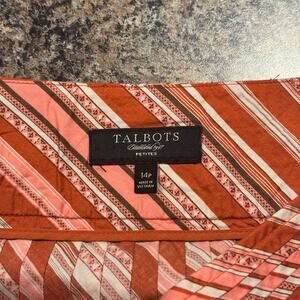 TALBOTS
PETITES
14P
MADE IN
VIETNAM